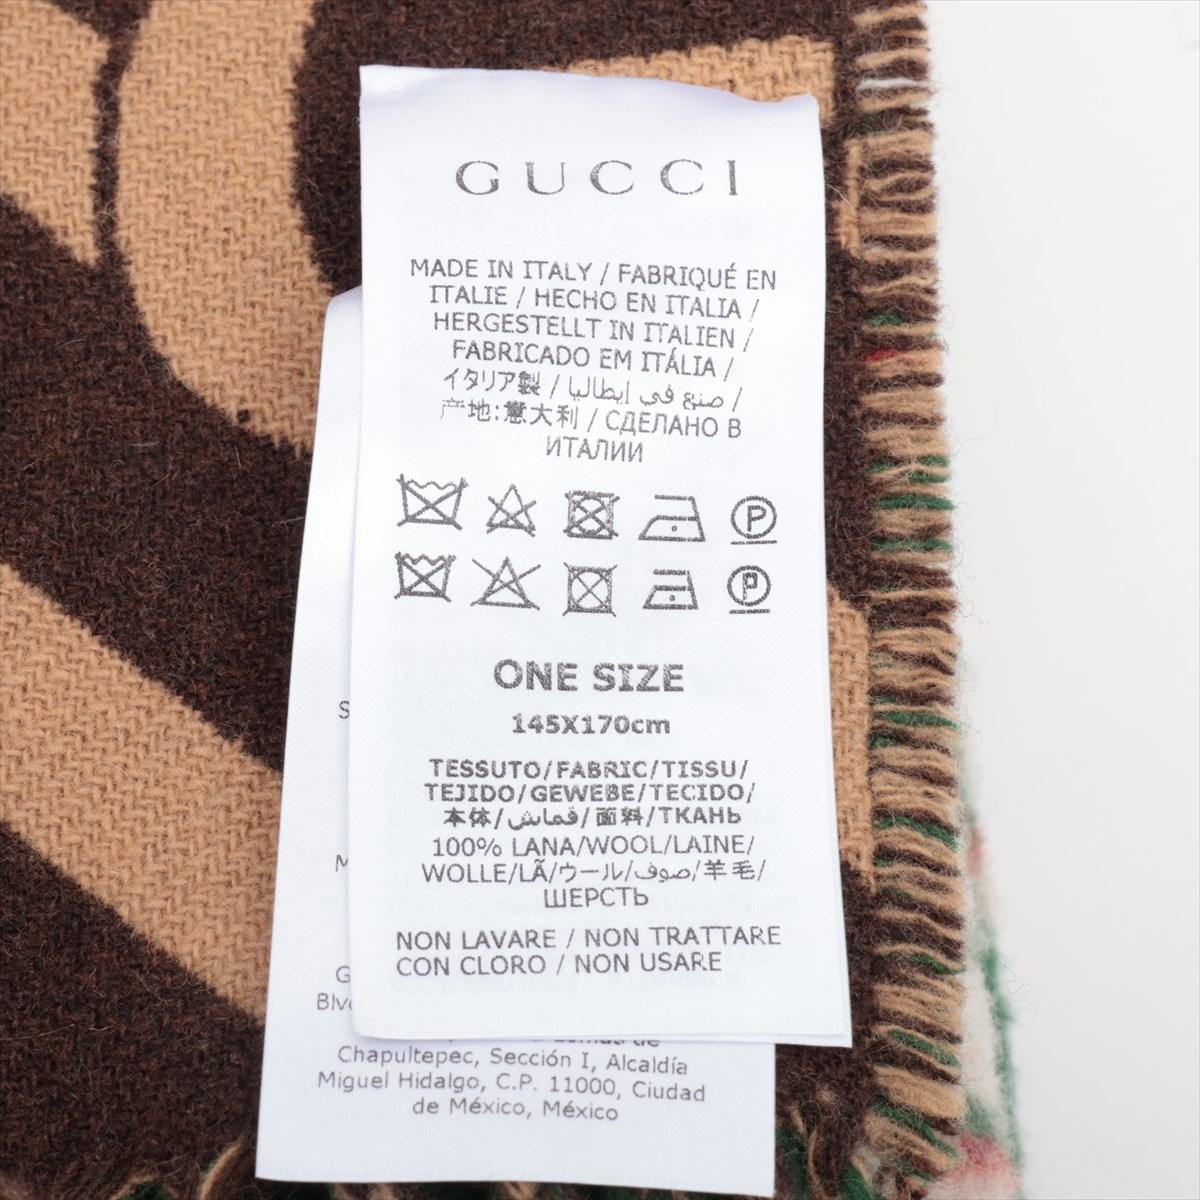 GUCCI
MADE IN ITALY / FABRIQUÉ EN
ITALIE / HECHO EN ITALIA /
HERGESTELLT IN ITALIEN /
FABRICADO EM ITÁLIA /
イタリア製 / صنع في إيطاليا /
产地:意大利 / СДЕЛАНО В
ИТАЛИИ
P
P
ONE SIZE
145X170cm
TESSUTO/FABRIC/TISSU/
TEJIDO/GEWEBE/TECIDO/
本体/قماش/面料/ТКАНЬ
100% LANA/WOOL/LAINE/
WOLLE/LÃ/ウール/صوف/羊毛/
ШЕРСТЬ
NON LAVARE / NON TRATTARE
CON CLORO / NON USARE
Chapultepec, Sección I, Alcaldía
Miguel Hidalgo, C.P. 11000, Ciudad
de México, México